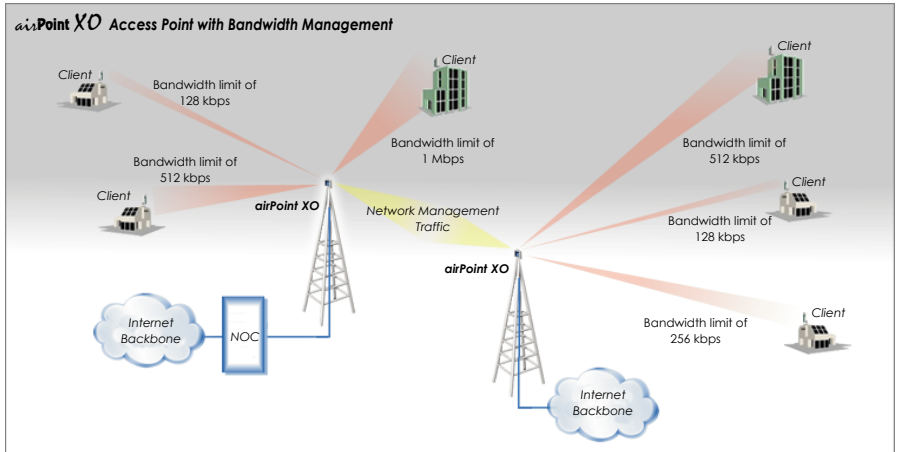 airPoint XO Access Point with Bandwidth Management
Client
Bandwidth limit of
128 kbps
Client
Bandwidth limit of
1 Mbps
Client
Bandwidth limit of
512 kbps
Bandwidth limit of
512 kbps
Client
airPoint XO
Network Management
Traffic
Client
Bandwidth limit of
128 kbps
airPoint XO
Client
Bandwidth limit of
256 kbps
Internet
Backbone
NOC
Internet
Backbone